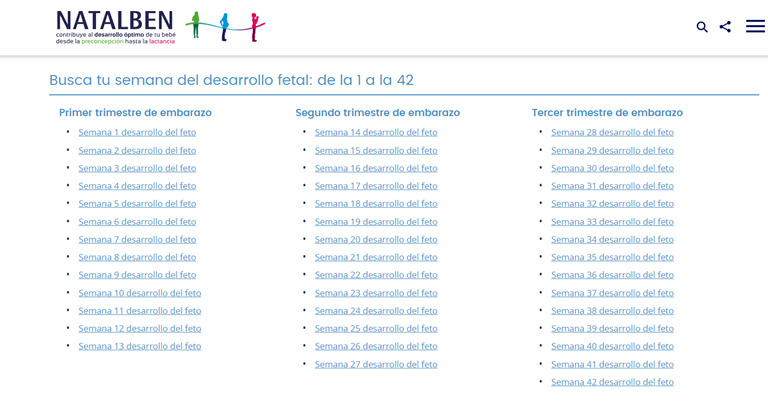 NATALBEN
contribuye al desarrollo óptimo de tu bebé
desde la preconcepción hasta la lactancia
Busca tu semana del desarrollo fetal: de la 1 a la 42
Primer trimestre de embarazo
Semana 1 desarrollo del feto
Semana 2 desarrollo del feto
Semana 3 desarrollo del feto
Semana 4 desarrollo del feto
Semana 5 desarrollo del feto
Semana 6 desarrollo del feto
Semana 7 desarrollo del feto
Semana 8 desarrollo del feto
Semana 9 desarrollo del feto
Semana 10 desarrollo del feto
Semana 11 desarrollo del feto
Semana 12 desarrollo del feto
Semana 13 desarrollo del feto
Segundo trimestre de embarazo
Semana 14 desarrollo del feto
Semana 15 desarrollo del feto
Semana 16 desarrollo del feto
Semana 17 desarrollo del feto
Semana 18 desarrollo del feto
Semana 19 desarrollo del feto
Semana 20 desarrollo del feto
Semana 21 desarrollo del feto
Semana 22 desarrollo del feto
Semana 23 desarrollo del feto
Semana 24 desarrollo del feto
Semana 25 desarrollo del feto
Semana 26 desarrollo del feto
Semana 27 desarrollo del feto
Tercer trimestre de embarazo
Semana 28 desarrollo del feto
Semana 29 desarrollo del feto
Semana 30 desarrollo del feto
Semana 31 desarrollo del feto
Semana 32 desarrollo del feto
Semana 33 desarrollo del feto
Semana 34 desarrollo del feto
Semana 35 desarrollo del feto
Semana 36 desarrollo del feto
Semana 37 desarrollo del feto
Semana 38 desarrollo del feto
Semana 39 desarrollo del feto
Semana 40 desarrollo del feto
Semana 41 desarrollo del feto
Semana 42 desarrollo del feto